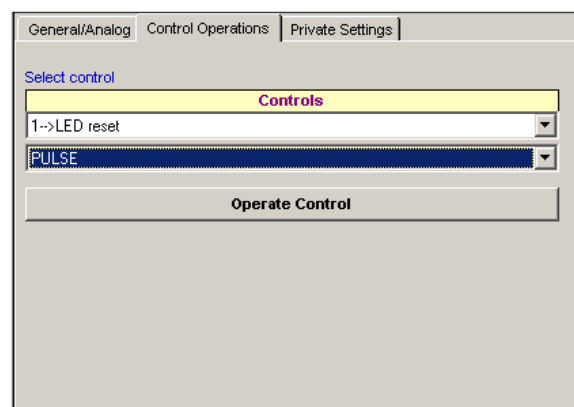 General/Analog Control Operations Private Settings
Select control
Controls
1-->LED reset
PULSE
Operate Control